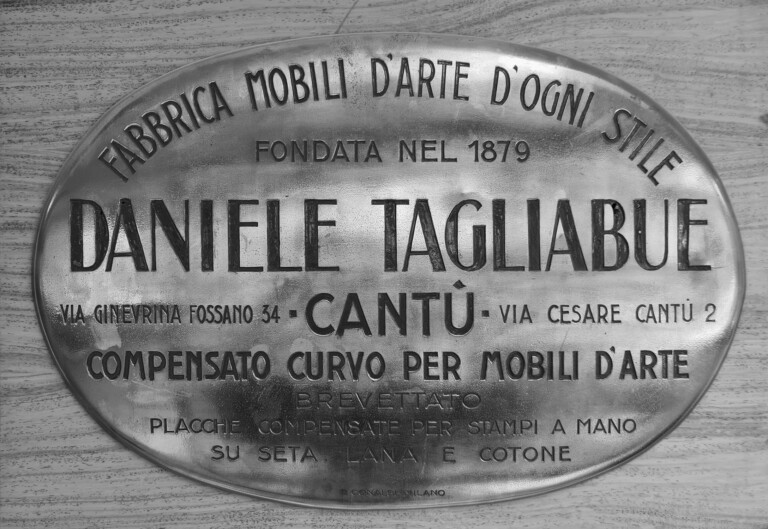 FABBRICA MOBILI D'ARTE D'OGNI STILE
FONDATA NEL 1879
DANIELE TAGLIABUE
VIA GINEVRINA FOSSANO 34 · CANTÙ · VIA CESARE CANTÙ 2
COMPENSATO CURVO PER MOBILI D'ARTE
BREVETTATO
PLACCHE COMPENSATE PER STAMPI A MANO
SU SETA LANA E COTONE
MILANO